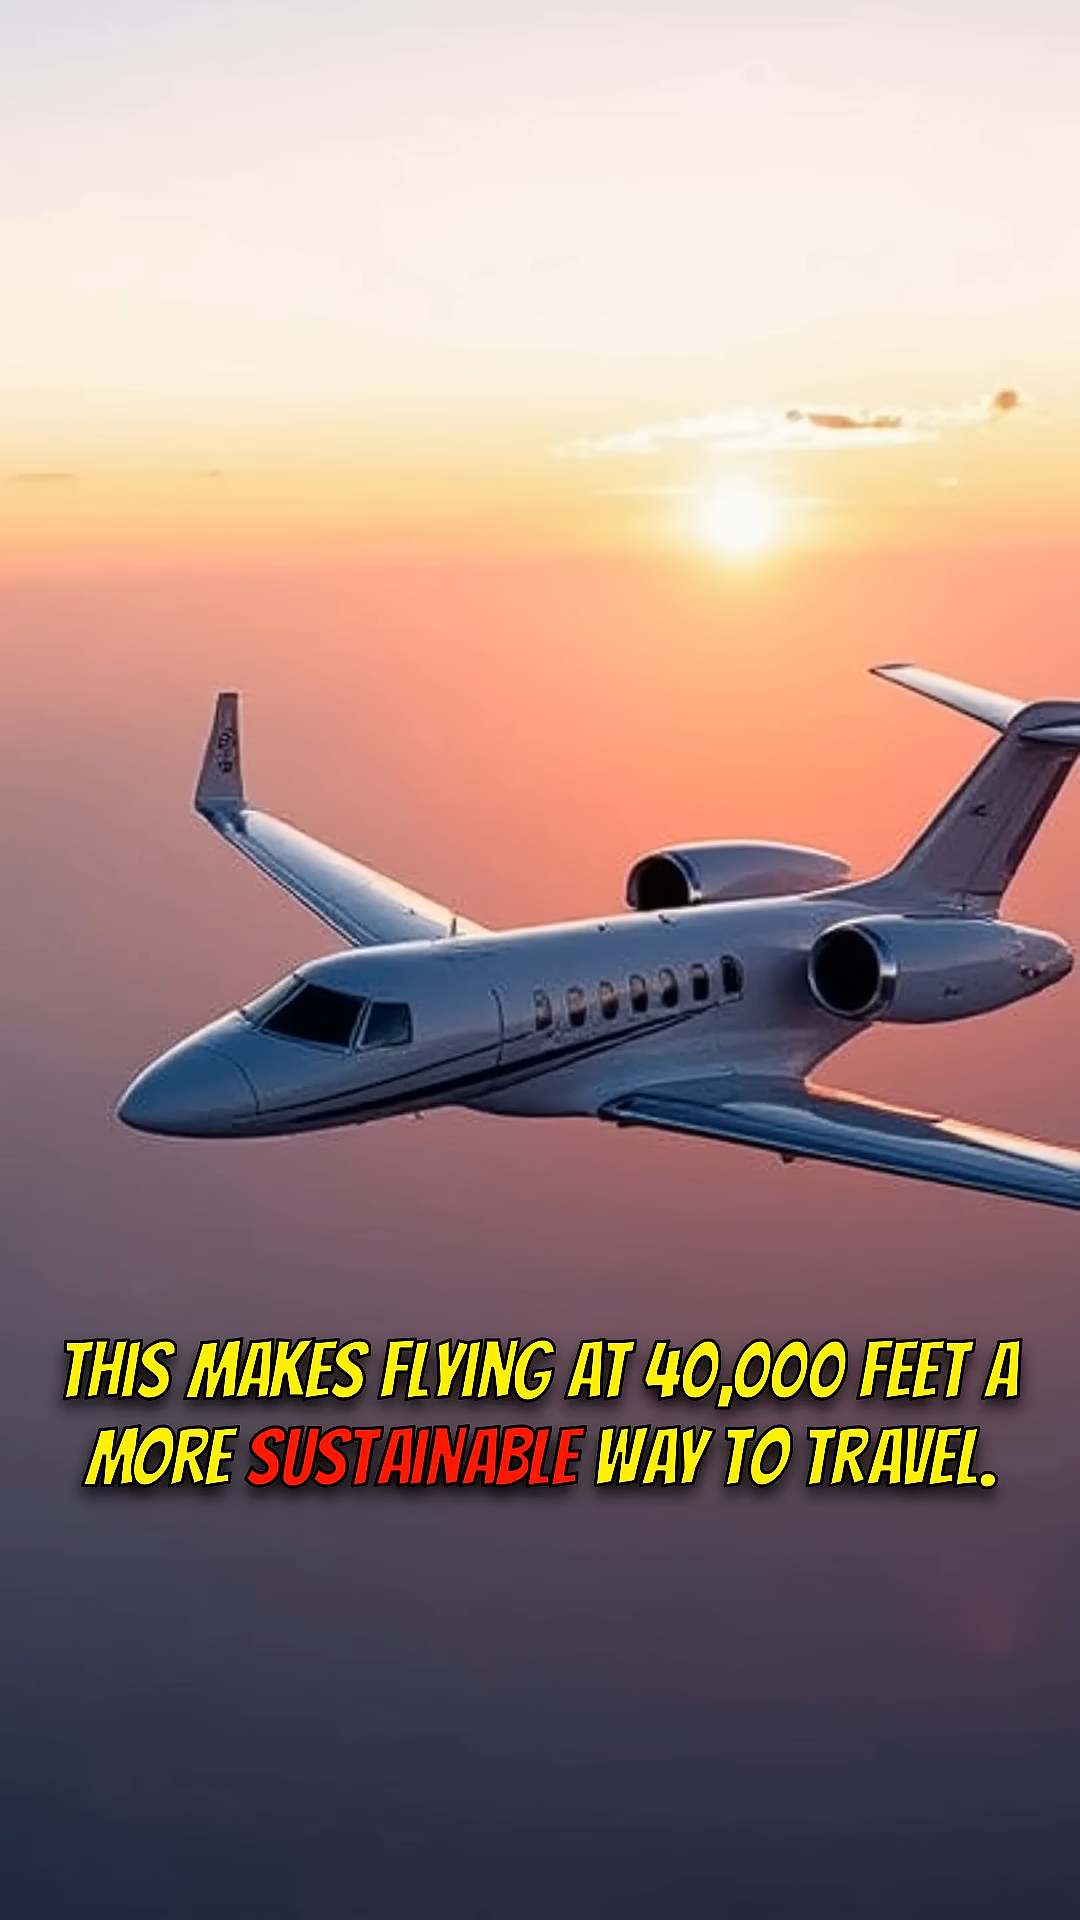 THIS MAKES FLYING AT 40,000 FEET A
MORE SUSTAINABLE WAY TO TRAVEL.